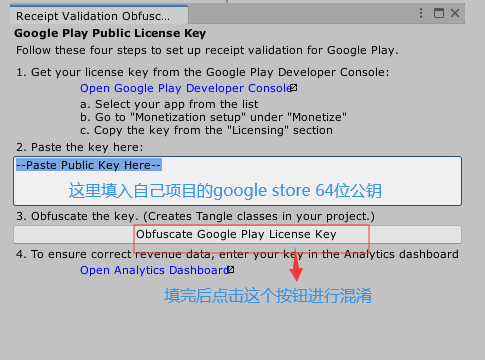 Receipt Validation Obfusc...
Google Play Public License Key
Follow these four steps to set up receipt validation for Google Play.
1. Get your license key from the Google Play Developer Console:
Open Google Play Developer Console
a. Select your app from the list
b. Go to "Monetization setup" under "Monetize"
c. Copy the key from the "Licensing" section
2. Paste the key here:
--Paste Public Key Here--
这里填入自己项目的google store 64位公钥
3. Obfuscate the key. (Creates Tangle classes in your project.)
Obfuscate Google Play License Key
4. To ensure correct revenue data, enter your key in the Analytics dashboard
Open Analytics Dashboard
填完后点击这个按钮进行混淆